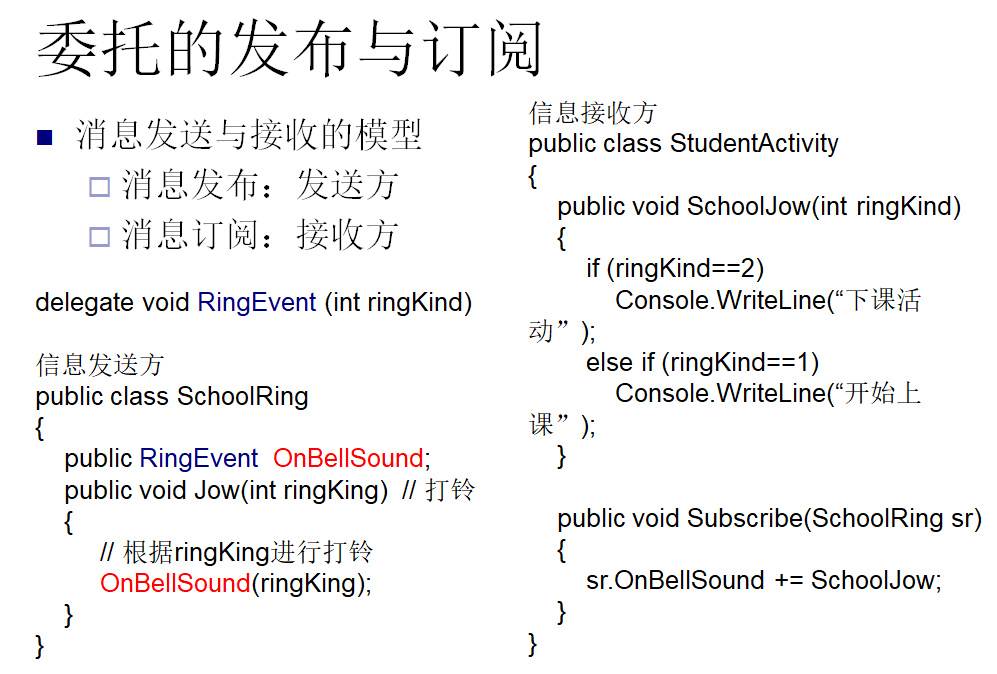 委托的发布与订阅
消息发送与接收的模型
消息发布：发送方
消息订阅：接收方
delegate void RingEvent (int ringKind)
信息发送方
public class SchoolRing
{
public RingEvent OnBellSound;
public void Jow(int ringKing) // 打铃
{
// 根据ringKing进行打铃
OnBellSound(ringKing);
}
}
信息接收方
public class StudentActivity
{
public void SchoolJow(int ringKind)
{
if (ringKind==2)
Console.WriteLine(“下课活
动”);
else if (ringKind==1)
Console.WriteLine(“开始上
课”);
}
public void Subscribe(SchoolRing sr)
{
sr.OnBellSound += SchoolJow;
}
}